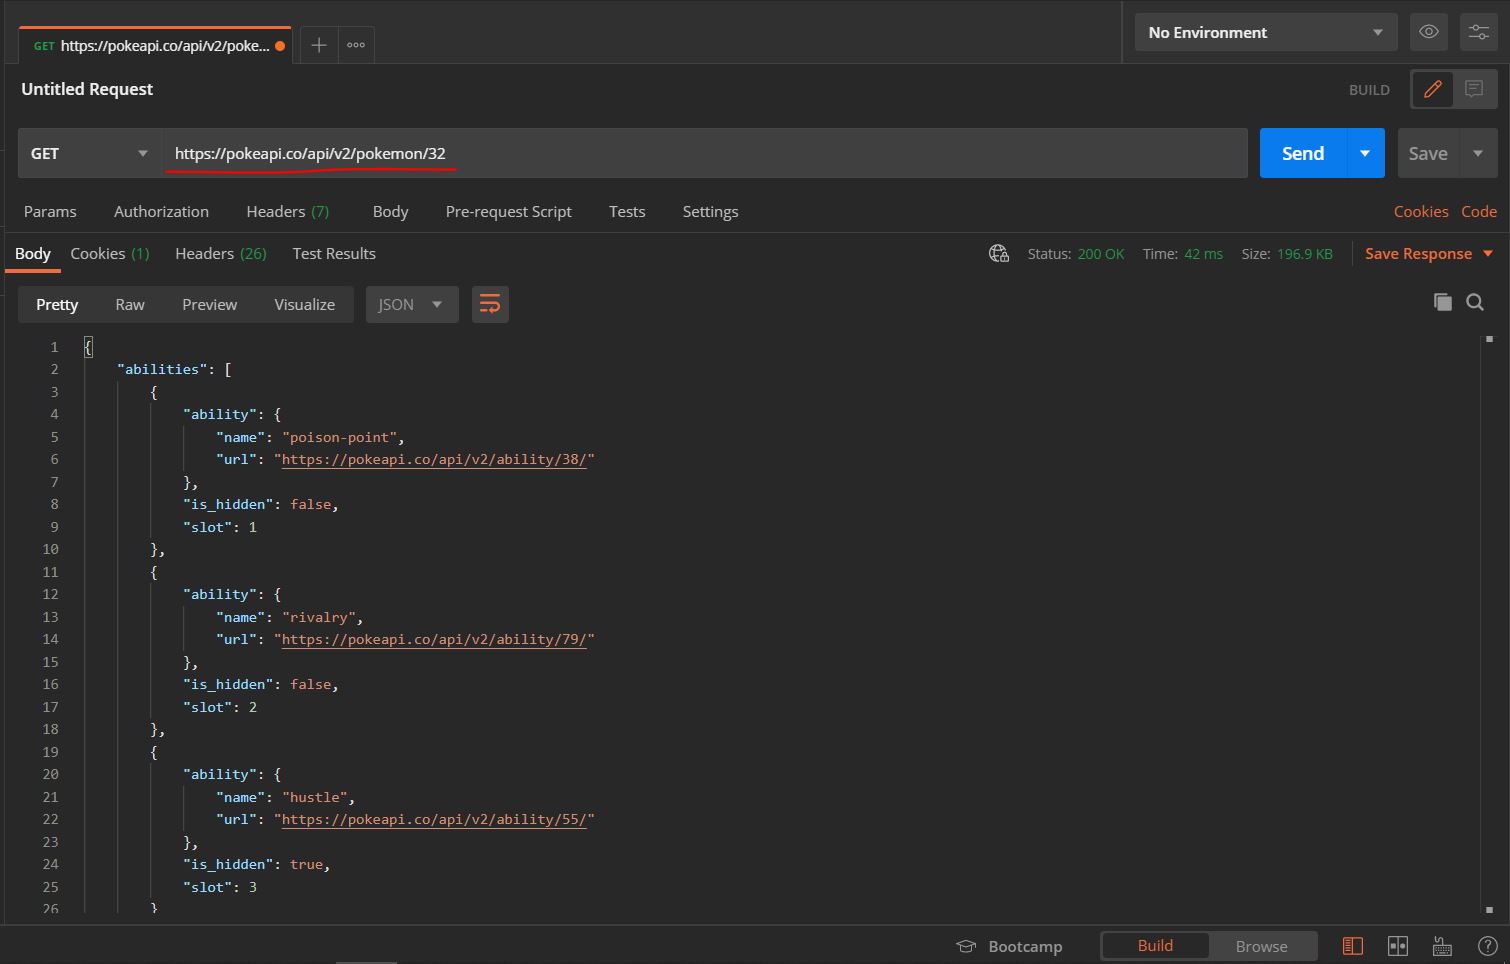 GET https://pokeapi.co/api/v2/poke...
No Environment
Untitled Request
BUILD
GET
https://pokeapi.co/api/v2/pokemon/32
Send
Save
Params Authorization Headers (7) Body Pre-request Script Tests Settings Cookies Code
Body Cookies (1) Headers (26) Test Results Status: 200 OK Time: 42 ms Size: 196.9 KB Save Response
Pretty Raw Preview Visualize JSON
1 {
2 "abilities": [
3 {
4 "ability": {
5 "name": "poison-point",
6 "url": "https://pokeapi.co/api/v2/ability/38/"
7 },
8 "is_hidden": false,
9 "slot": 1
10 },
11 {
12 "ability": {
13 "name": "rivalry",
14 "url": "https://pokeapi.co/api/v2/ability/79/"
15 },
16 "is_hidden": false,
17 "slot": 2
18 },
19 {
20 "ability": {
21 "name": "hustle",
22 "url": "https://pokeapi.co/api/v2/ability/55/"
23 },
24 "is_hidden": true,
25 "slot": 3
26 }
Bootcamp Build Browse